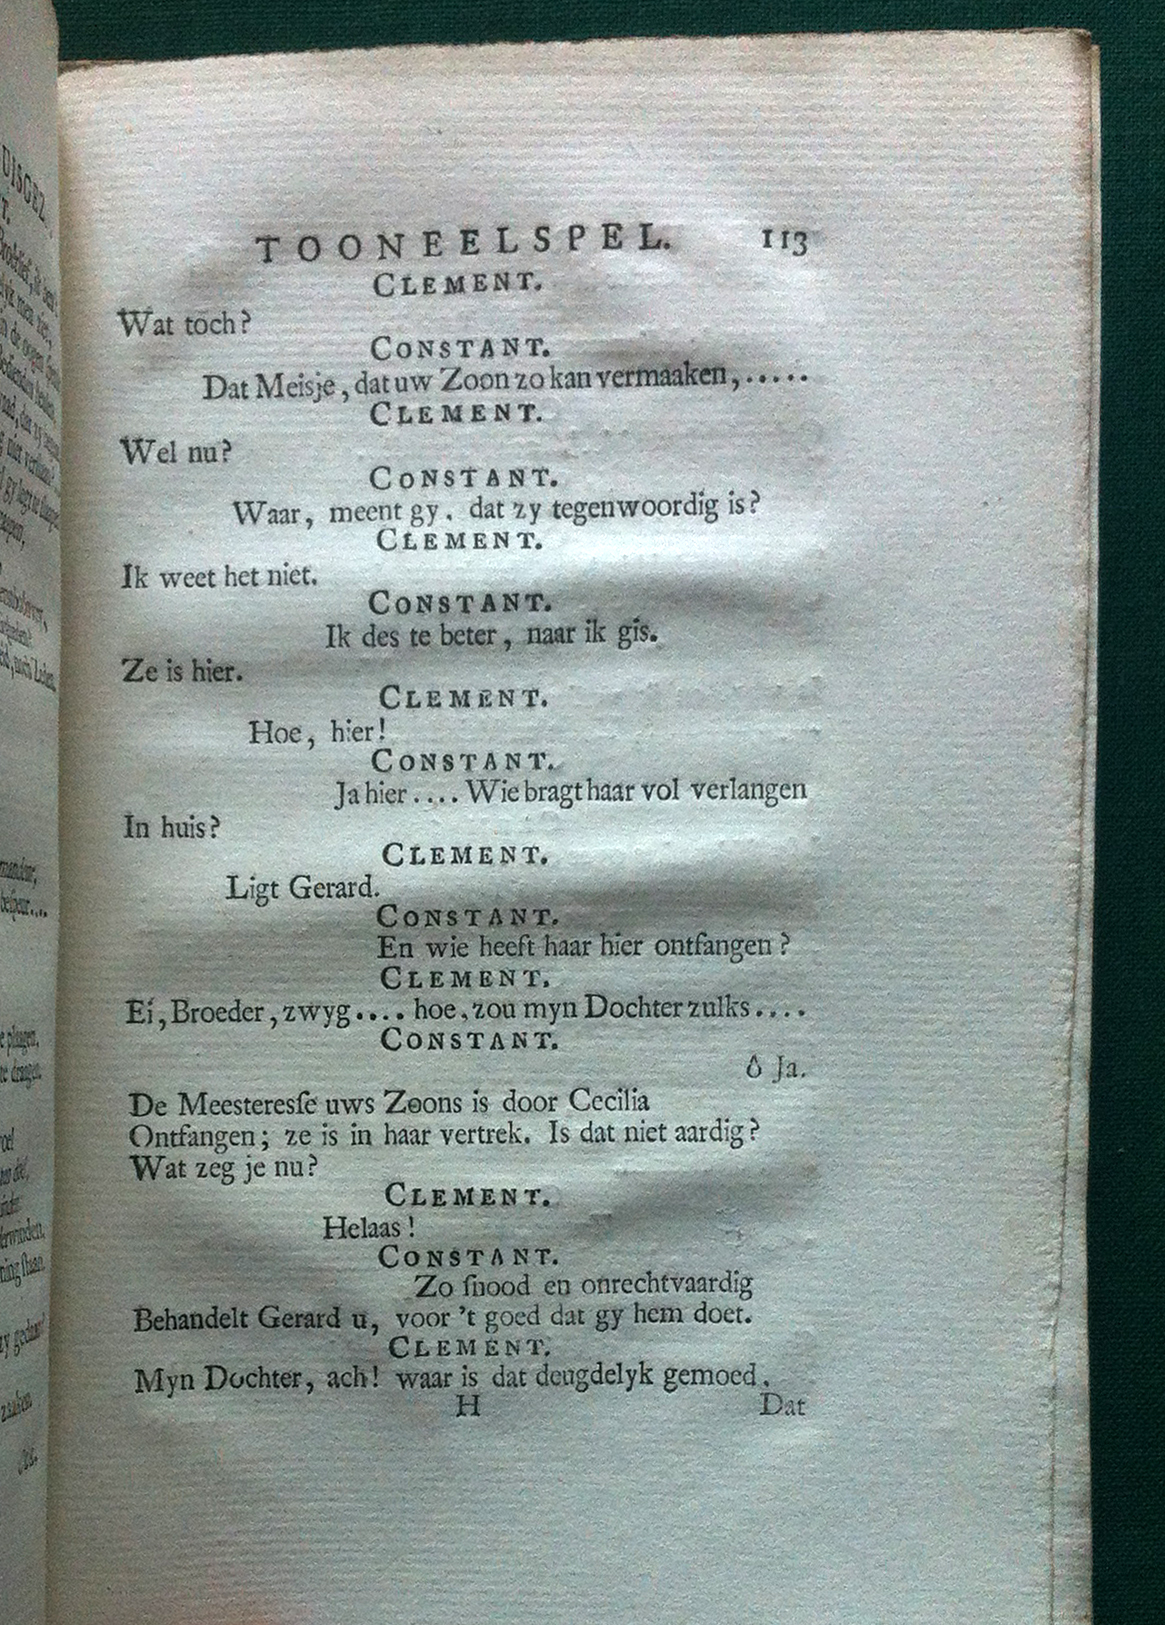 TOONEELSPEL. 113
CLEMENT.
Wat toch?
CONSTANT.
Dat Meisje, dat uw Zoon zo kan vermaaken, .....
CLEMENT.
Wel nu?
CONSTANT.
Waar, meent gy, dat zy tegenwoordig is?
CLEMENT.
Ik weet het niet.
CONSTANT.
Ik des te beter, naar ik gis.
Ze is hier.
CLEMENT.
Hoe, hier!
CONSTANT.
Ja hier .... Wie bragt haar vol verlangen
In huis?
CLEMENT.
Ligt Gerard.
CONSTANT.
En wie heeft haar hier ontfangen?
CLEMENT.
Ei, Broeder, zwyg .... hoe, zou myn Dochter zulks ....
CONSTANT.
ô Ja.
De Meesteresſe uws Zoons is door Cecilia
Ontfangen; ze is in haar vertrek. Is dat niet aardig?
Wat zeg je nu?
CLEMENT.
Helaas!
CONSTANT.
Zo ſnood en onrechtvaardig
Behandelt Gerard u, voor 't goed dat gy hem doet.
CLEMENT.
Myn Dochter, ach! waar is dat deugdelyk gemoed,
H Dat